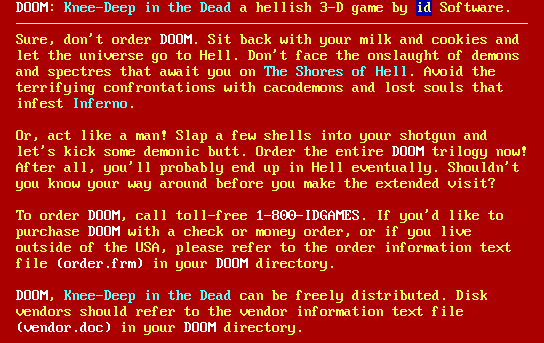 DOOM: Knee-Deep in the Dead a hellish 3-D game by id Software.
Sure, don't order DOOM. Sit back with your milk and cookies and
let the universe go to Hell. Don't face the onslaught of demons
and spectres that await you on The Shores of Hell. Avoid the
terrifying confrontations with cacodemons and lost souls that
infest Inferno.
Or, act like a man! Slap a few shells into your shotgun and
let's kick some demonic butt. Order the entire DOOM trilogy now!
After all, you'll probably end up in Hell eventually. Shouldn't
you know your way around before you make the extended visit?
To order DOOM, call toll-free 1-800-IDGAMES. If you'd like to
purchase DOOM with a check or money order, or if you live
outside of the USA, please refer to the order information text
file (order.frm) in your DOOM directory.
DOOM, Knee-Deep in the Dead can be freely distributed. Disk
vendors should refer to the vendor information text file
(vendor.doc) in your DOOM directory.